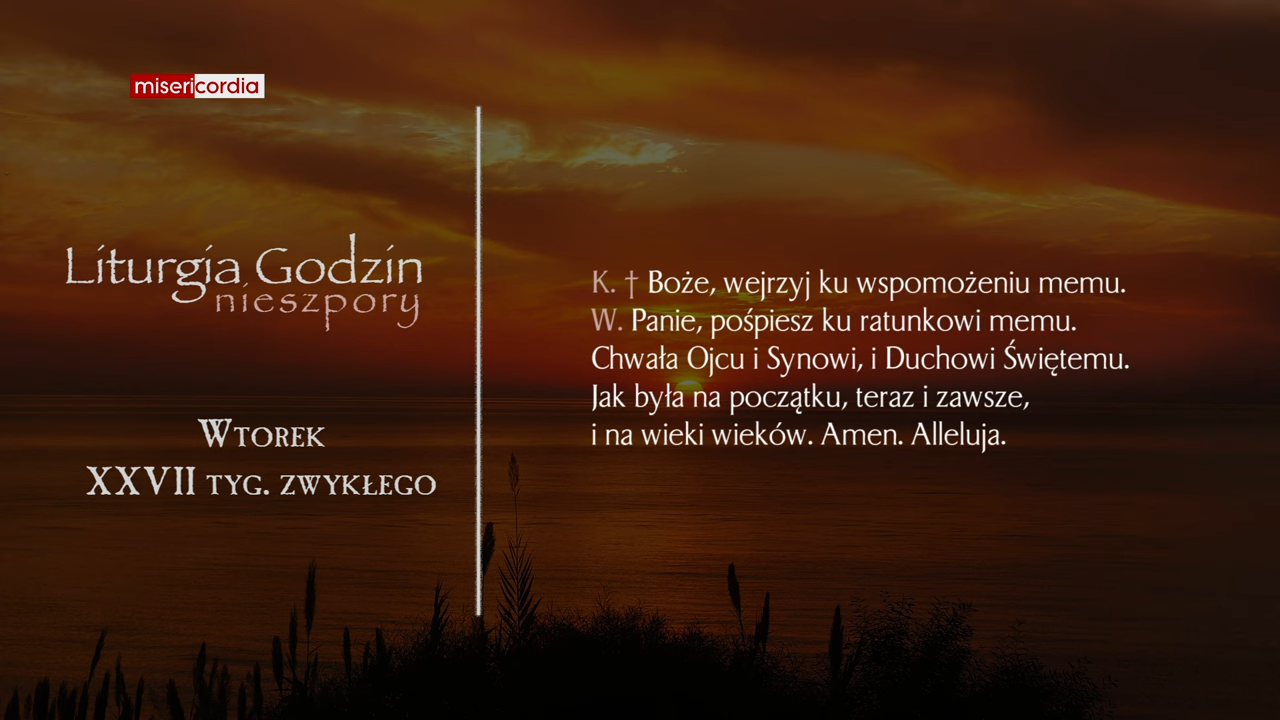 misericordia
Liturgia Godzin
nieszpory
Wtorek
XXVII tyg. zwykłego
K. † Boże, wejrzyj ku wspomożeniu memu.
W. Panie, pośpiesz ku ratunkowi memu.
Chwała Ojcu i Synowi, i Duchowi Świętemu.
Jak była na początku, teraz i zawsze,
i na wieki wieków. Amen. Alleluja.